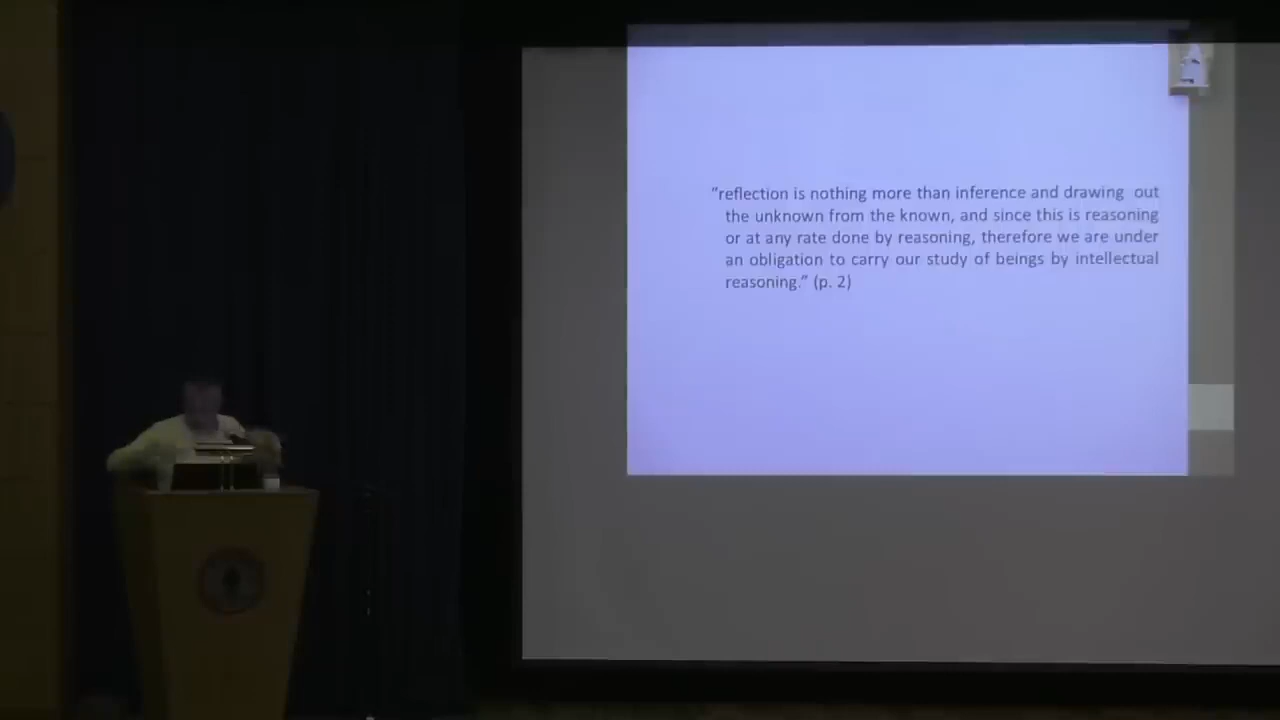 "reflection is nothing more than inference and drawing out
the unknown from the known, and since this is reasoning
or at any rate done by reasoning, therefore we are under
an obligation to carry our study of beings by intellectual
reasoning." (p. 2)